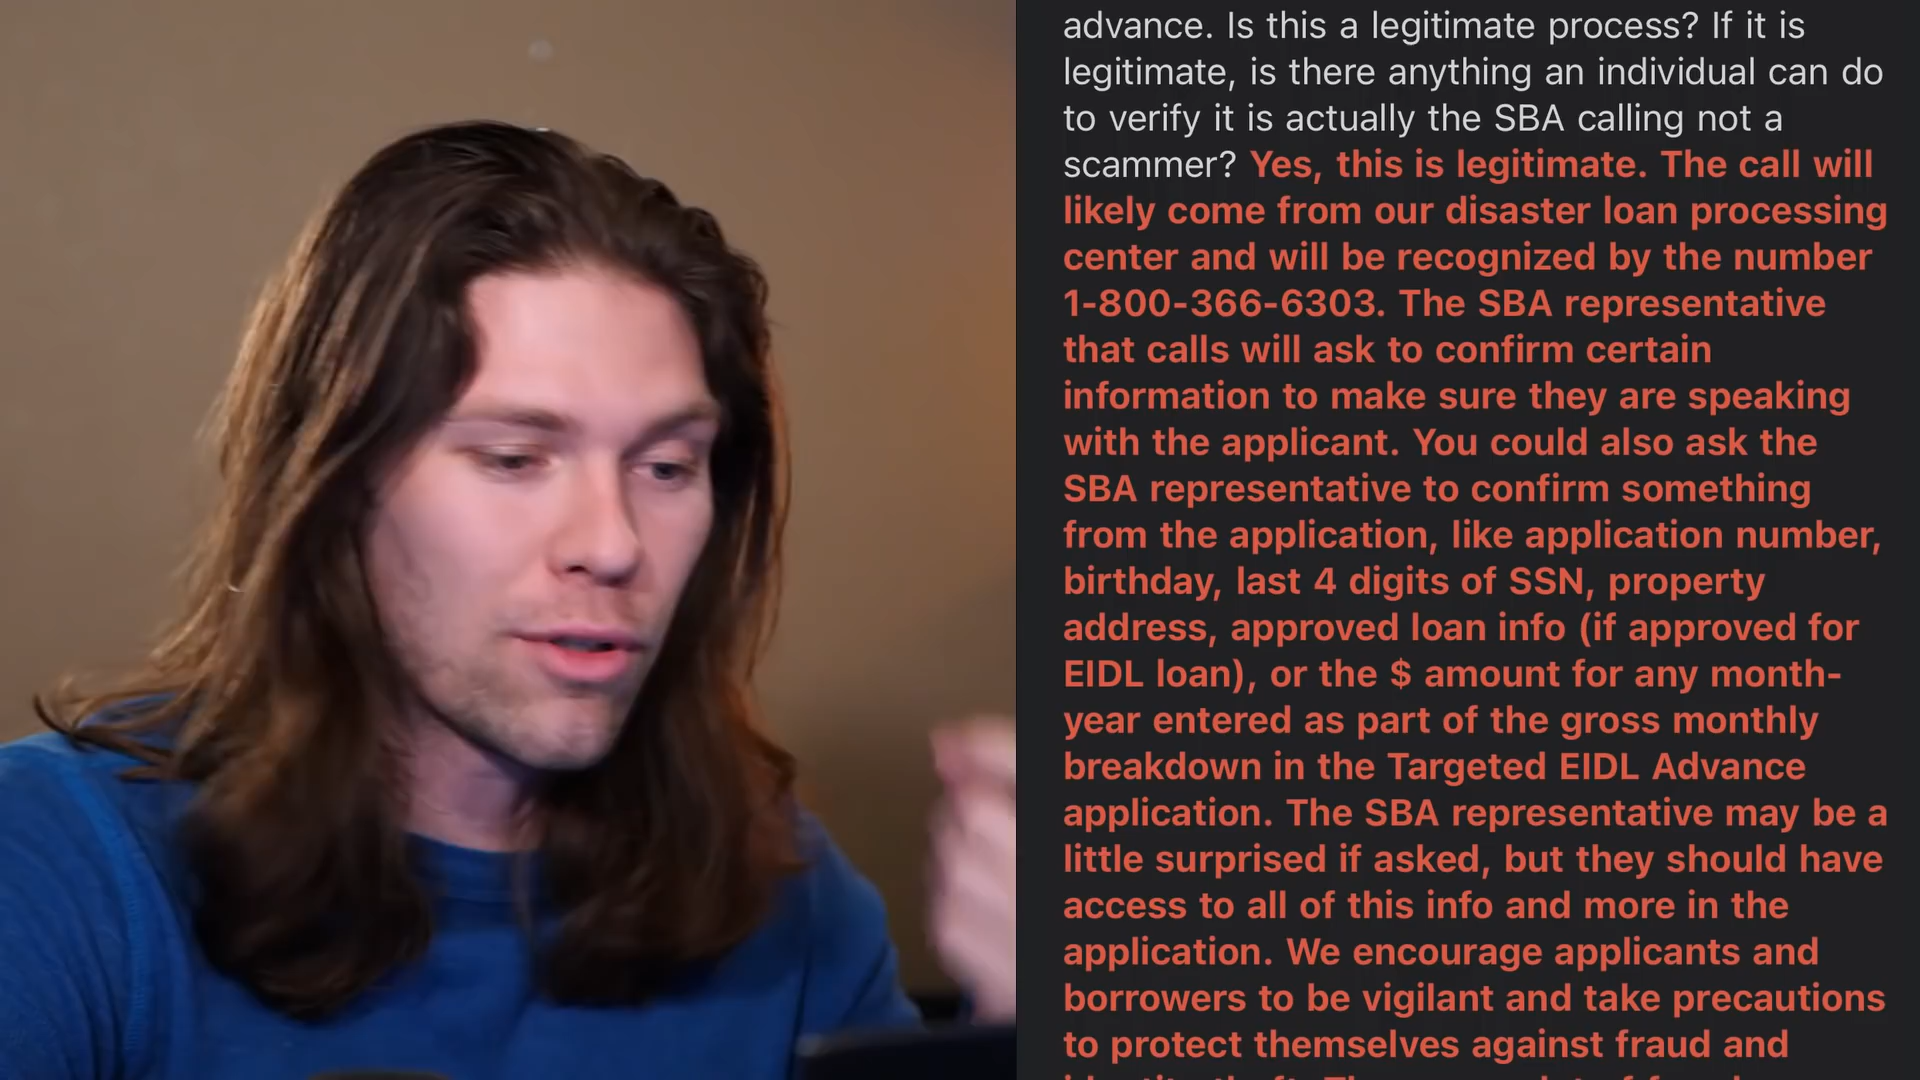 advance. Is this a legitimate process? If it is
legitimate, is there anything an individual can do
to verify it is actually the SBA calling not a
scammer? Yes, this is legitimate. The call will
likely come from our disaster loan processing
center and will be recognized by the number
1-800-366-6303. The SBA representative
that calls will ask to confirm certain
information to make sure they are speaking
with the applicant. You could also ask the
SBA representative to confirm something
from the application, like application number,
birthday, last 4 digits of SSN, property
address, approved loan info (if approved for
EIDL loan), or the $ amount for any month-
year entered as part of the gross monthly
breakdown in the Targeted EIDL Advance
application. The SBA representative may be a
little surprised if asked, but they should have
access to all of this info and more in the
application. We encourage applicants and
borrowers to be vigilant and take precautions
to protect themselves against fraud and